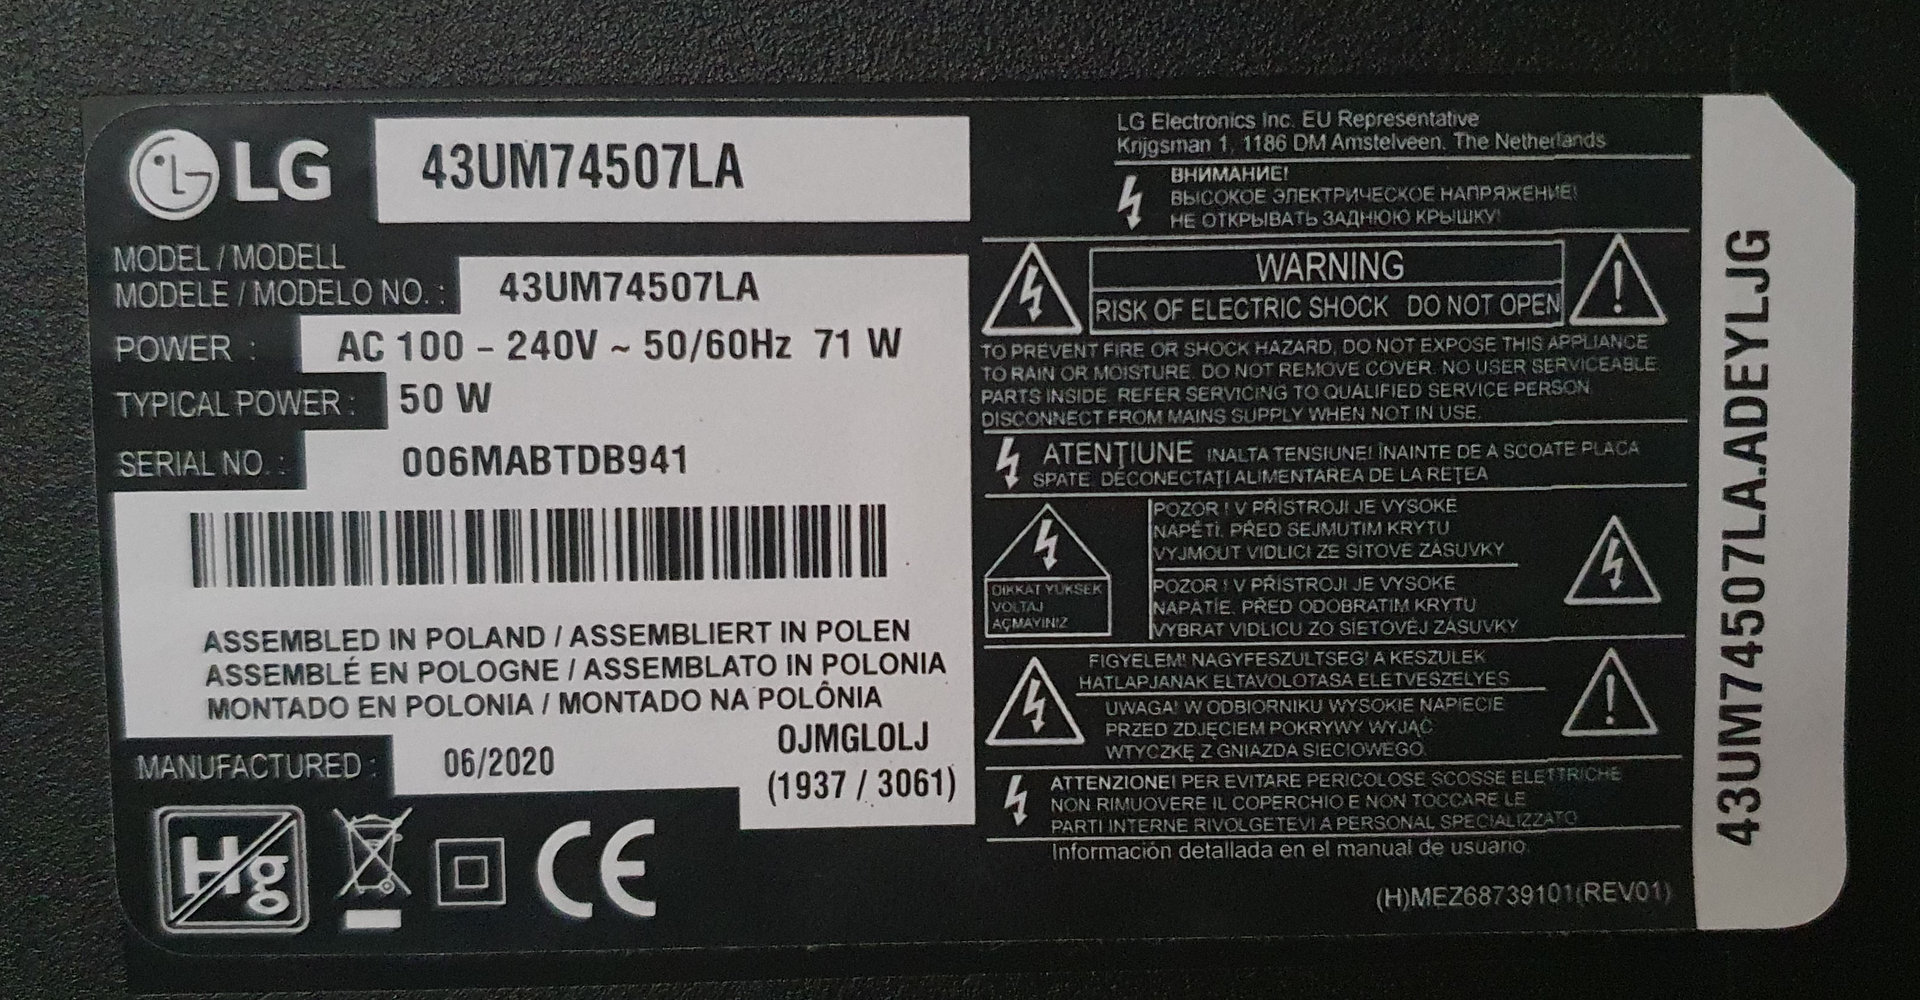 LG
43UM74507LA
MODEL / MODELL
MODELE / MODELO NO. :
43UM74507LA
POWER :
AC 100 – 240V ~ 50/60Hz 71 W
TYPICAL POWER :
50 W
SERIAL NO. :
006MABTDB941
ASSEMBLED IN POLAND / ASSEMBLIERT IN POLEN
ASSEMBLÉ EN POLOGNE / ASSEMBLATO IN POLONIA
MONTADO EN POLONIA / MONTADO NA POLÔNIA
MANUFACTURED :
06/2020
0JMGL0LJ
(1937 / 3061)
Hg
CE
LG Electronics Inc. EU Representative
Krijgsman 1, 1186 DM Amstelveen, The Netherlands
ВНИМАНИЕ!
ВЫСОКОЕ ЭЛЕКТРИЧЕСКОЕ НАПРЯЖЕНИЕ!
НЕ ОТКРЫВАТЬ ЗАДНЮЮ КРЫШКУ!
WARNING
RISK OF ELECTRIC SHOCK DO NOT OPEN
TO PREVENT FIRE OR SHOCK HAZARD, DO NOT EXPOSE THIS APPLIANCE
TO RAIN OR MOISTURE. DO NOT REMOVE COVER. NO USER SERVICEABLE
PARTS INSIDE. REFER SERVICING TO QUALIFIED SERVICE PERSON.
DISCONNECT FROM MAINS SUPPLY WHEN NOT IN USE.
ATENȚIUNE INALTA TENSIUNE! ÎNAINTE DE A SCOATE PLACA
SPATE, DECONECTAȚI ALIMENTAREA DE LA REȚEA
DIKKAT YÜKSEK
VOLTAJ
AÇMAYINIZ
POZOR ! V PŘÍSTROJI JE VYSOKÉ
NAPĚTÍ. PŘED SEJMUTIM KRYTU
VYJMOUT VIDLICI ZE SÍTOVÉ ZÁSUVKY
POZOR ! V PRÍSTROJI JE VYSOKÉ
NAPÄTIE. PŘED ODOBRATIM KRYTU
VYBRAT VIDLICU ZO SIETOVEJ ZÁSUVKY
FIGYELEM! NAGYFESZULTSEG! A KESZULEK
HATLAPJANAK ELTAVOLOTASA ELETVESZELYES
UWAGA! W ODBIORNIKU WYSOKIE NAPIĘCIE
PRZED ZDJĘCIEM POKRYWY WYJĄĆ
WTYCZKĘ Z GNIAZDA SIECIOWEGO.
ATTENZIONE! PER EVITARE PERICOLOSE SCOSSE ELETTRICHE
NON RIMUOVERE IL COPERCHIO E NON TOCCARE LE
PARTI INTERNE RIVOLGETEVI A PERSONAL SPECIALIZZATO
Información detallada en el manual de usuario.
(H)MEZ68739101(REV01)
43UM74507LA.ADEYLJG